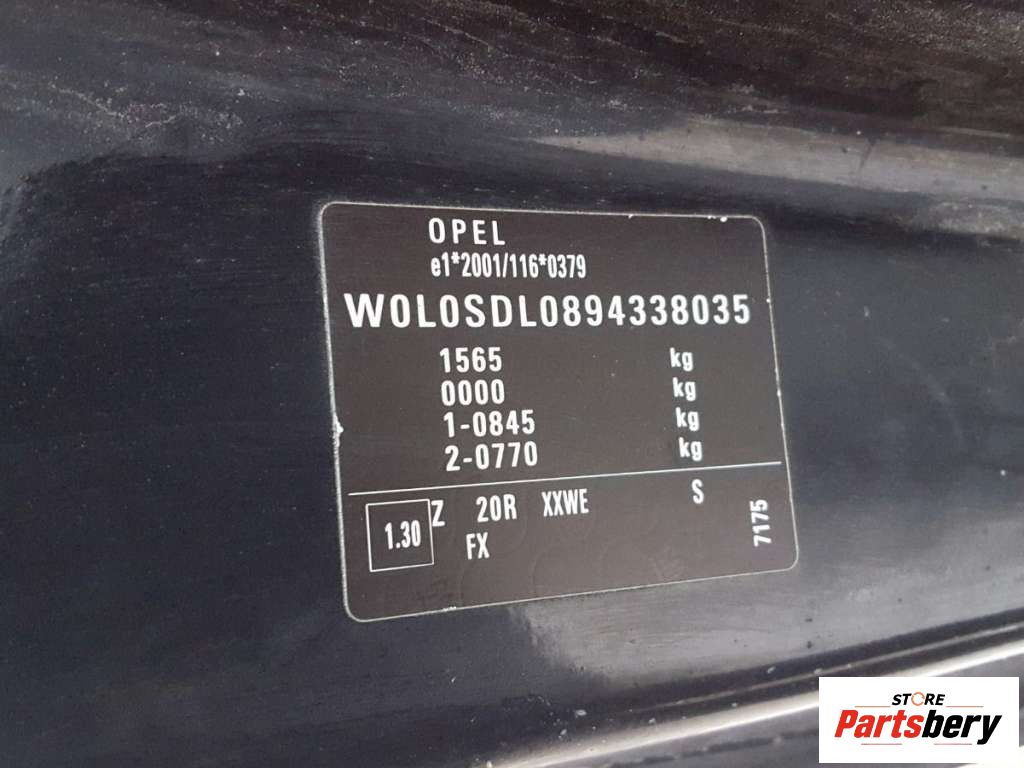 OPEL
e1*2001/116*0379
W0L0SDL0894338035
1565 kg
0000 kg
1-0845 kg
2-0770 kg
1.30 Z 20R XXWE S
FX
7175
STORE
Partsbery